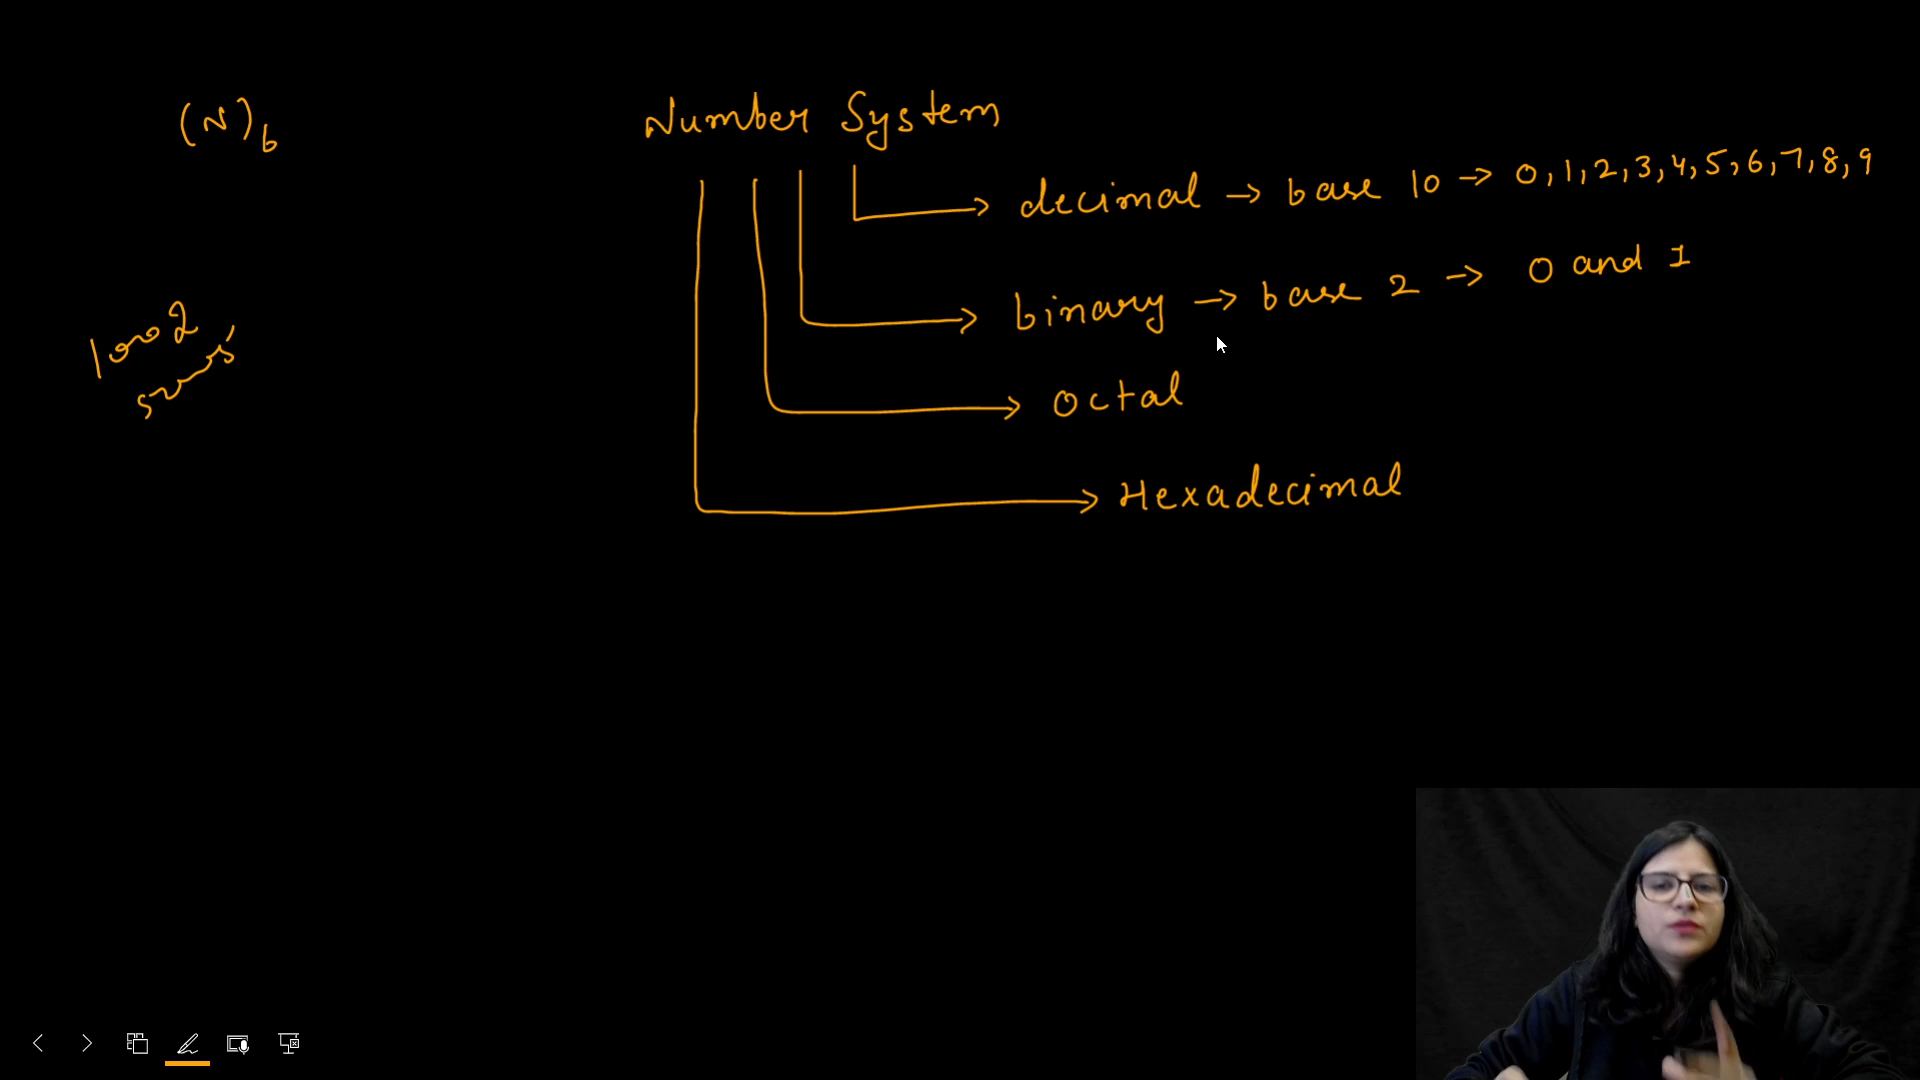 (N)b
Number System
decimal → base 10 → 0,1,2,3,4,5,6,7,8,9
binary → base 2 → 0 and 1
Octal
Hexadecimal